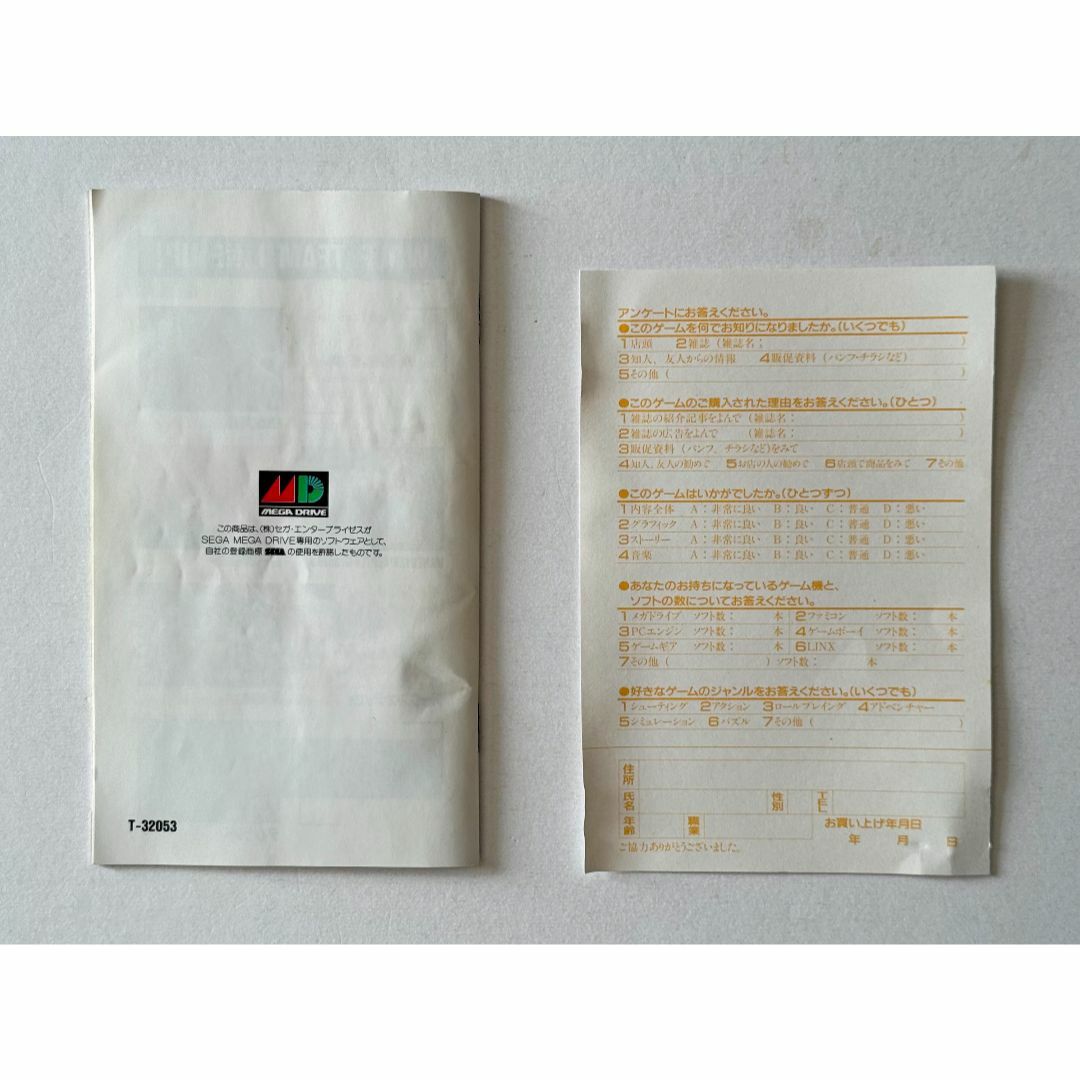 MEGA DRIVE
この商品は、(株)セガ・エンタープライゼスが
SEGA MEGA DRIVE専用のソフトウェアとして、
自社の登録商標 SEGA の使用を許諾したものです。
T-32053
アンケートにお答えください。
●このゲームを何でお知りになりましたか。(いくつでも)
1店頭 2雑誌(雑誌名: )
3知人、友人からの情報 4販促資料(パンフ・チラシなど)
5その他( )
●このゲームのご購入された理由をお答えください。(ひとつ)
1雑誌の紹介記事をよんで(雑誌名: )
2雑誌の広告をよんで(雑誌名: )
3販促資料(パンフ、チラシなど)をみて
4知人、友人の勧めで 5お店の人の勧めで 6店頭で商品をみて 7その他
●このゲームはいかがでしたか。(ひとつずつ)
1内容全体 A:非常に良い B:良い C:普通 D:悪い
2グラフィック A:非常に良い B:良い C:普通 D:悪い
3ストーリー A:非常に良い B:良い C:普通 D:悪い
4音楽 A:非常に良い B:良い C:普通 D:悪い
●あなたのお持ちになっているゲーム機と、
ソフトの数についてお答えください。
1メガドライブ ソフト数: 本 2ファミコン ソフト数: 本
3PCエンジン ソフト数: 本 4ゲームボーイ ソフト数: 本
5ゲームギア ソフト数: 本 6LINX ソフト数: 本
7その他( )ソフト数: 本
●好きなゲームのジャンルをお答えください。(いくつでも)
1シューティング 2アクション 3ロールプレイング 4アドベンチャー
5シミュレーション 6パズル 7その他( )
住所
氏名 性別 TEL
年齢 職業 お買い上げ年月日
年 月 日
ご協力ありがとうございました。